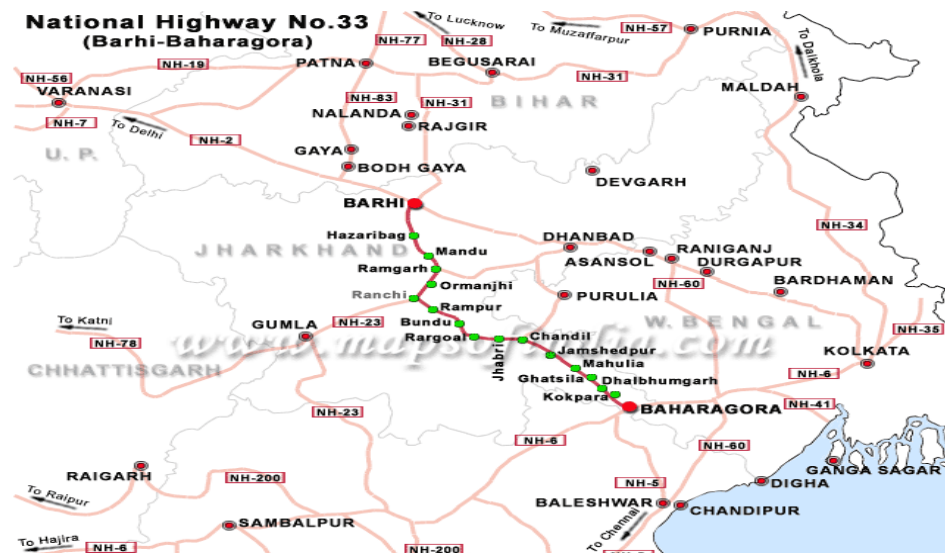 National Highway No.33
(Barhi-Baharagora)
To Lucknow
To Muzaffarpur
NH-57
PURNIA
NH-77
NH-28
To Dalkhola
NH-56
NH-19
PATNA
BEGUSARAI
NH-31
VARANASI
MALDAH
NH-83
NH-31
BIHAR
NALANDA
RAJGIR
NH-7
To Delhi
NH-2
U. P.
GAYA
BODH GAYA
DEVGARH
BARHI
NH-34
Hazaribag
JHARKHAND
Mandu
DHANBAD
RANIGANJ
ASANSOL
Ramgarh
DURGAPUR
Ormanjhi
NH-60
BARDHAMAN
Ranchi
PURULIA
Rampur
To Katni
GUMLA
NH-23
Bundu
W. BENGAL
NH-35
Rargoal
Jhabri
Chandil
www.mapsofindia.com
NH-78
Jamshedpur
KOLKATA
CHHATTISGARH
Mahulia
NH-6
Ghatsila
Dhalbhumgarh
Kokpara
BAHARAGORA
NH-41
NH-23
NH-6
NH-60
GANGA SAGAR
RAIGARH
NH-200
NH-5
DIGHA
To Raipur
BALESHWAR
CHANDIPUR
To Chennai
SAMBALPUR
To Hajira
NH-6
NH-200